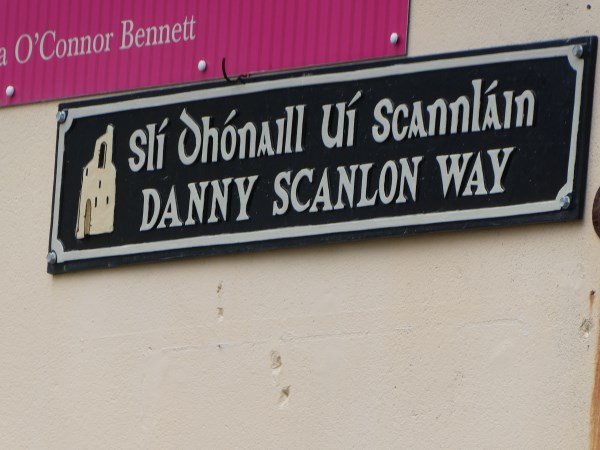 O'Connor Bennett
Slí Dhónaill Uí Scannláin
DANNY SCANLON WAY